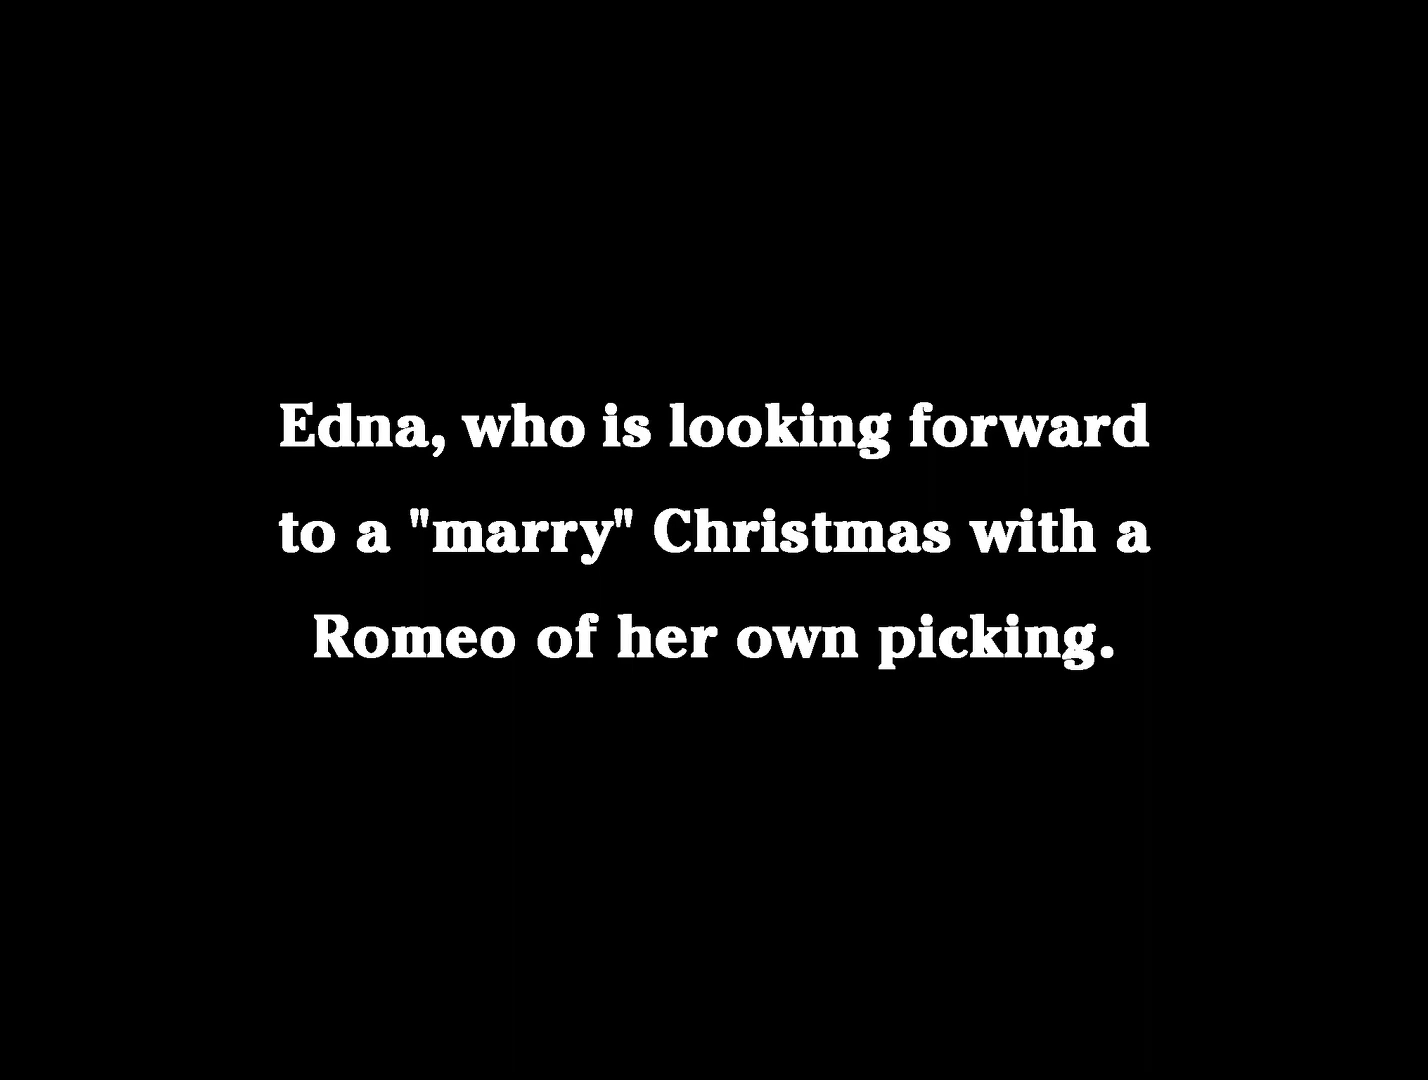 Edna, who is looking forward
to a "marry" Christmas with a
Romeo of her own picking.